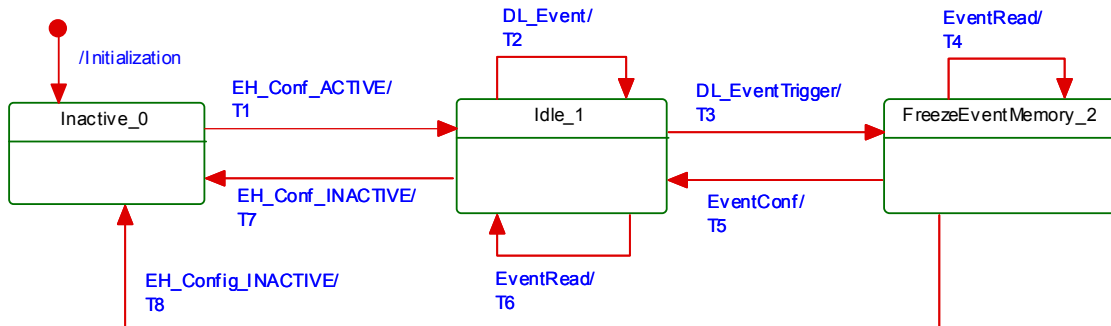 DL_Event/
T2
EventRead/
T4
/Initialization
EH_Conf_ACTIVE/
T1
DL_EventTrigger/
T3
Inactive_0
Idle_1
FreezeEventMemory_2
EH_Conf_INACTIVE/
T7
EventConf/
T5
EH_Config_INACTIVE/
T8
EventRead/
T6